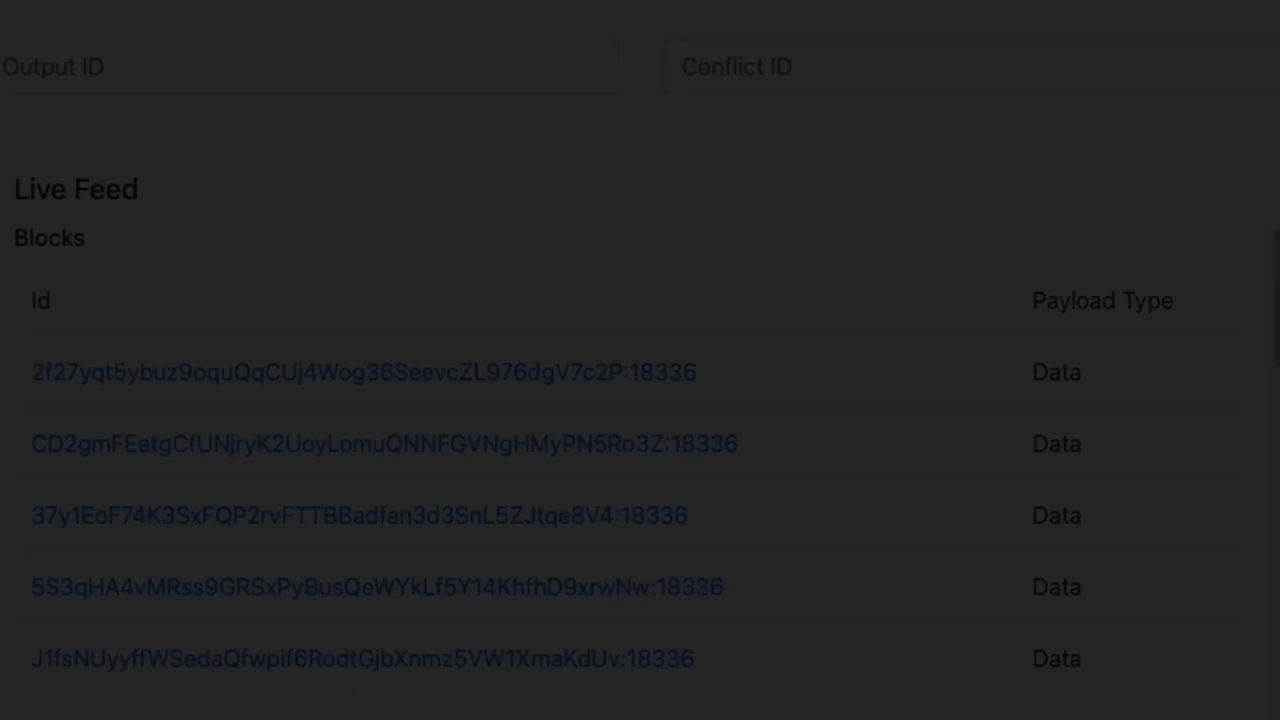 Output ID
Conflict ID
Live Feed
Blocks
Id Payload Type
2f27yqt5ybuz9oquQqCUj4Wog36SeevcZL976dgV7c2P:18336 Data
CD2gmFEetgCfUNjryK2UoyLomuQNNFGVNgHMyPN5Ro3Z:18336 Data
37y1EoF74K3SxFQP2rvFTTBBadfan3d3SnL5ZJtqe8V4:18336 Data
5S3qHA4vMRss9GRSxPyBusQeWYkLf5Y14KhfhD9xrwNw:18336 Data
J1fsNUyyffWSedaQfwpif6RodtGjbXnmz5VW1XmaKdUv:18336 Data